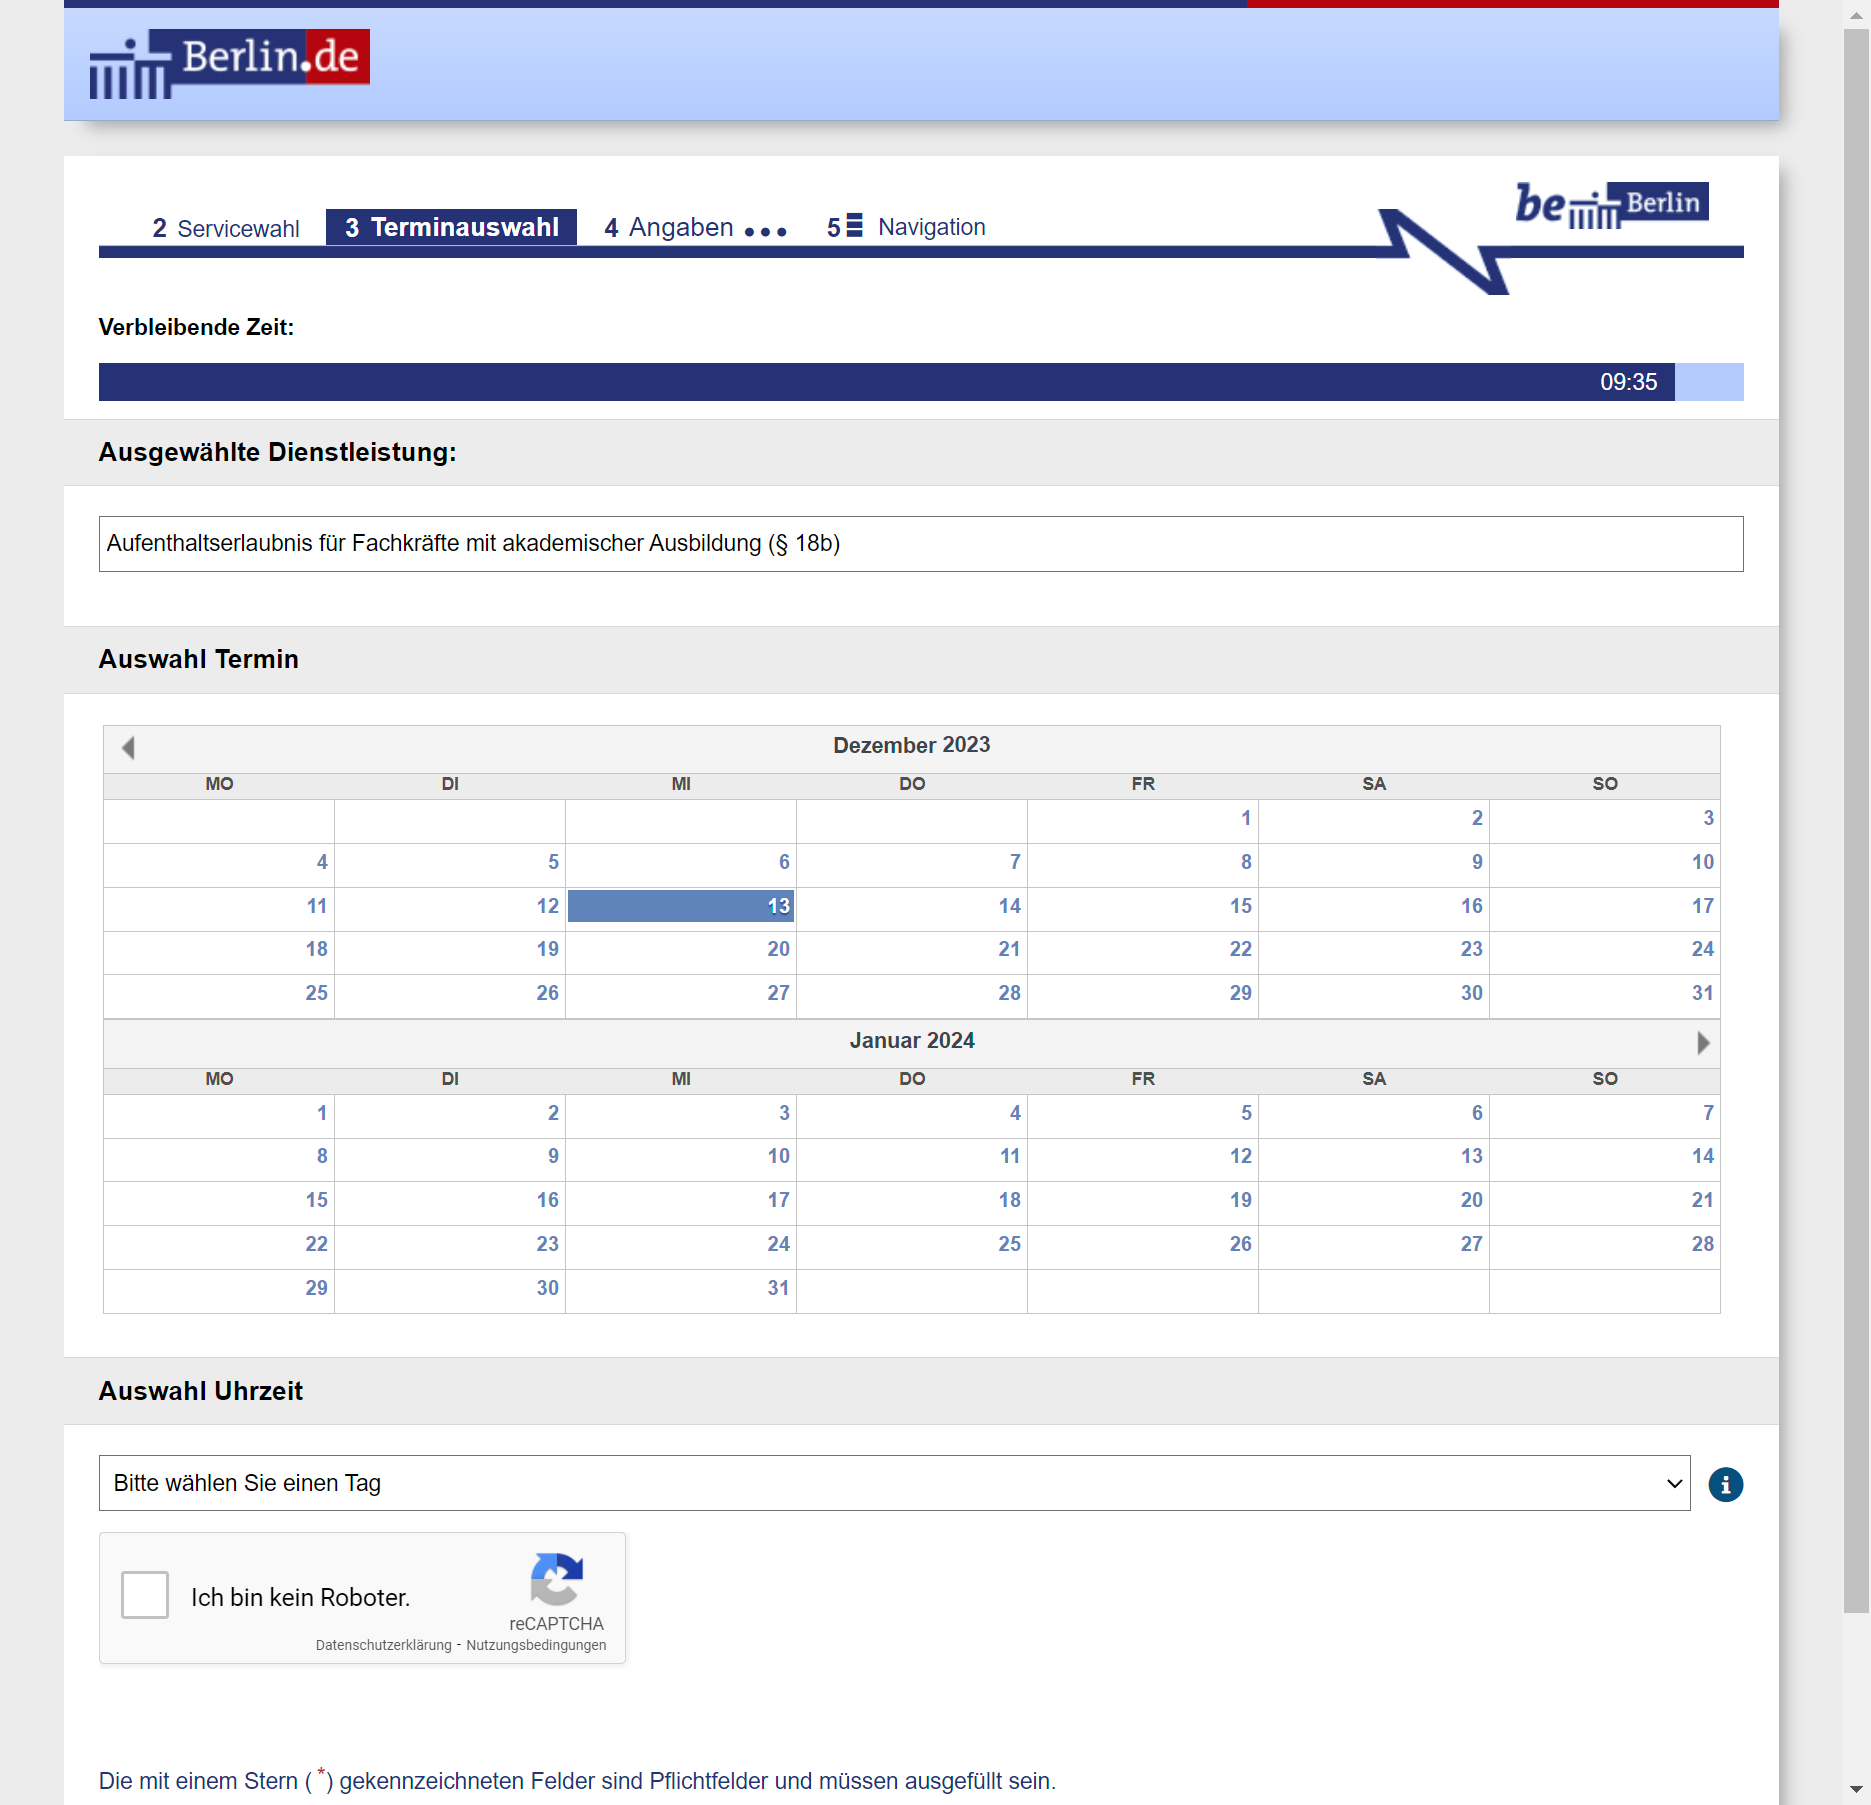 Berlin.de
be Berlin
2 Servicewahl 3 Terminauswahl 4 Angaben ... 5 Navigation
Verbleibende Zeit:
09:35
Ausgewählte Dienstleistung:
Aufenthaltserlaubnis für Fachkräfte mit akademischer Ausbildung (§ 18b)
Auswahl Termin
Dezember 2023
MO DI MI DO FR SA SO
1 2 3
4 5 6 7 8 9 10
11 12 13 14 15 16 17
18 19 20 21 22 23 24
25 26 27 28 29 30 31
Januar 2024
MO DI MI DO FR SA SO
1 2 3 4 5 6 7
8 9 10 11 12 13 14
15 16 17 18 19 20 21
22 23 24 25 26 27 28
29 30 31
Auswahl Uhrzeit
Bitte wählen Sie einen Tag
i
Ich bin kein Roboter.
reCAPTCHA
Datenschutzerklärung - Nutzungsbedingungen
Die mit einem Stern ( *) gekennzeichneten Felder sind Pflichtfelder und müssen ausgefüllt sein.